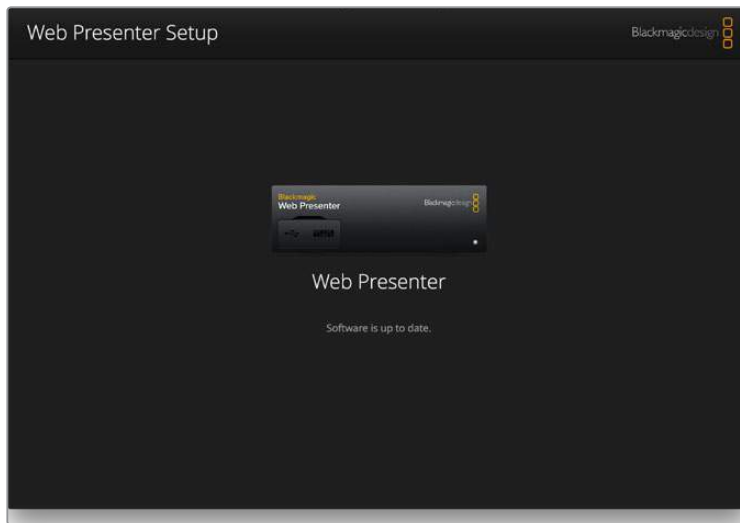 Web Presenter Setup
Blackmagicdesign
Blackmagic
Web Presenter
Blackmagicdesign
Web Presenter
Software is up to date.